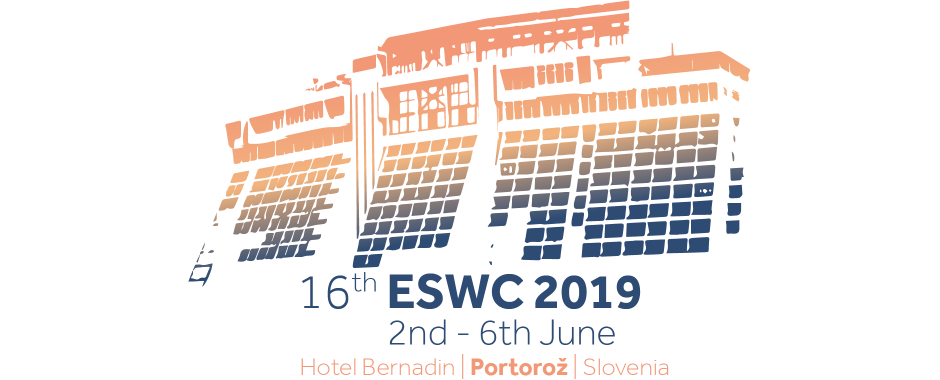 16th ESWC 2019
2nd - 6th June
Hotel Bernadin | Portorož | Slovenia